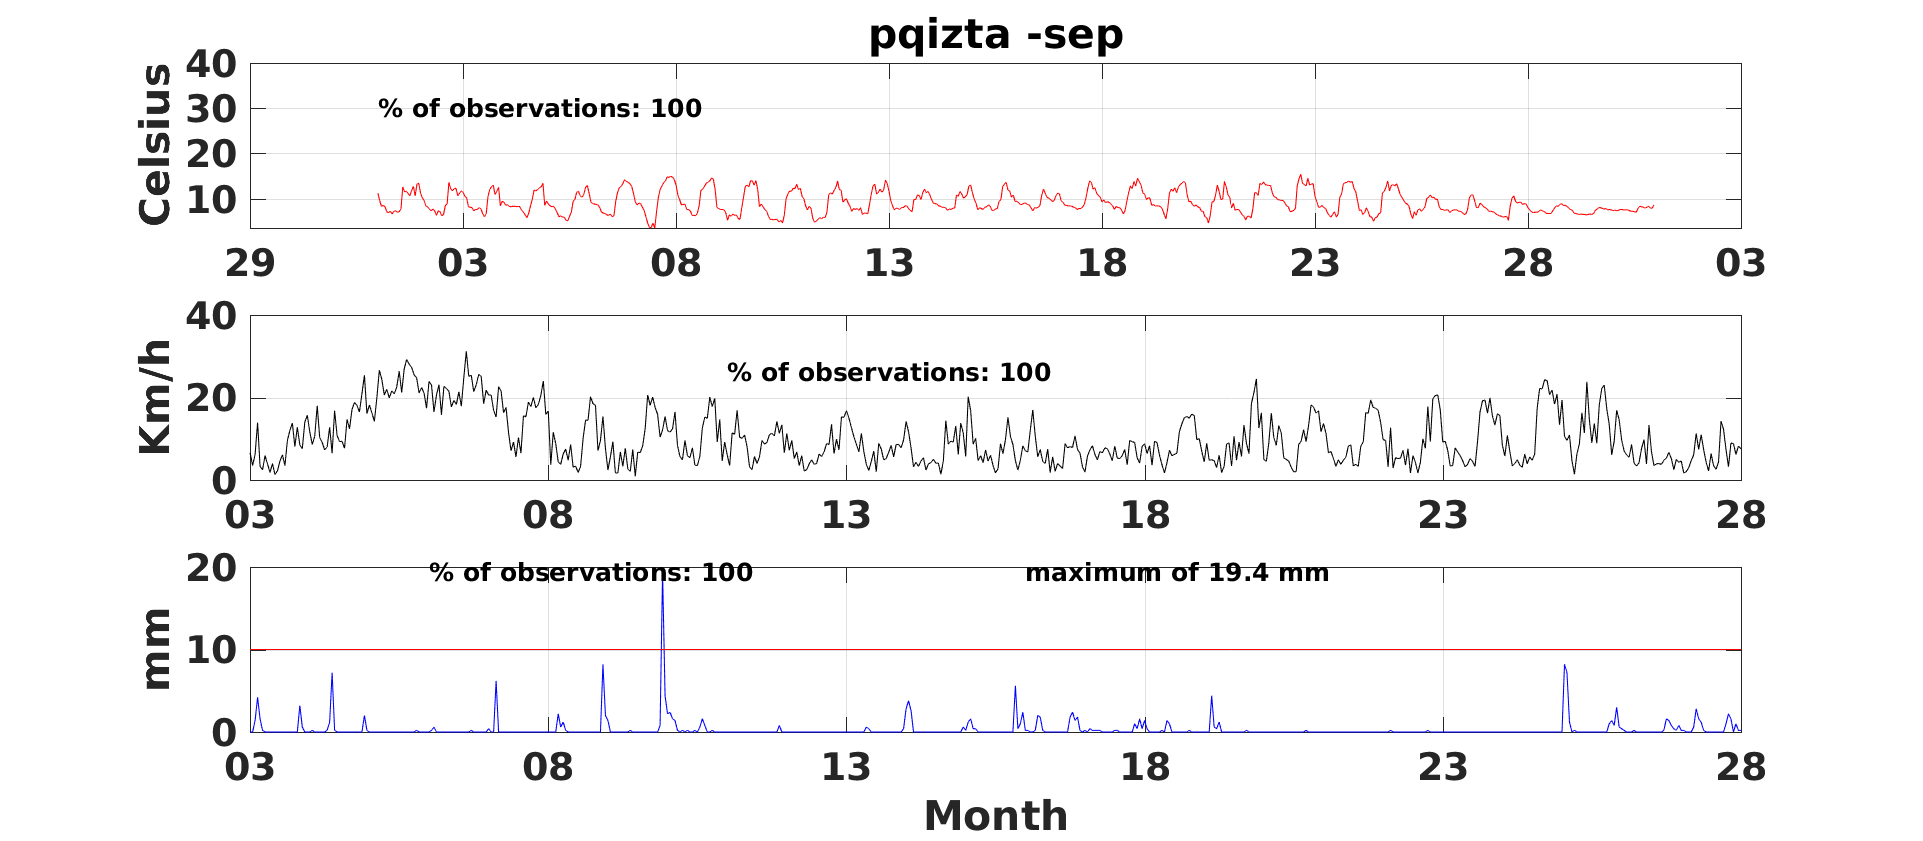 pqizta -sep
Celsius
40
30
20
10
% of observations: 100
29 03 08 13 18 23 28 03
Km/h
40
20
0
% of observations: 100
03 08 13 18 23 28
mm
20
10
0
% of observations: 100 maximum of 19.4 mm
03 08 13 18 23 28
Month